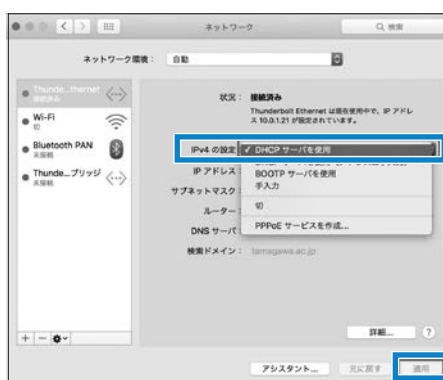 ネットワーク
検索
ネットワーク環境： 自動
Thunde...thernet
接続済み
Wi-Fi
切
Bluetooth PAN
未接続
Thunde...ブリッジ
未接続
状況： 接続済み
Thunderbolt Ethernet は現在使用中で、IP アドレ
ス 10.0.1.21 が設定されています。
IPv4 の設定 ✓ DHCP サーバを使用
IP アドレス： BOOTP サーバを使用
手入力
サブネットマスク
切
ルーター：
DNS サーバ PPPoE サービスを作成...
検索ドメイン： tamagawa.ac.jp
詳細... ?
+ −
アシスタント... 元に戻す 適用